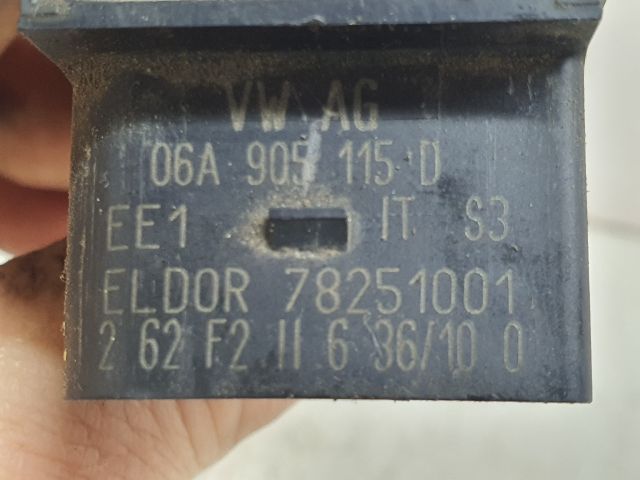 VW AG
06A 905 115 D
EE1 IT S3
ELDOR 78251001
2 62 F2 II 6 36/10 0